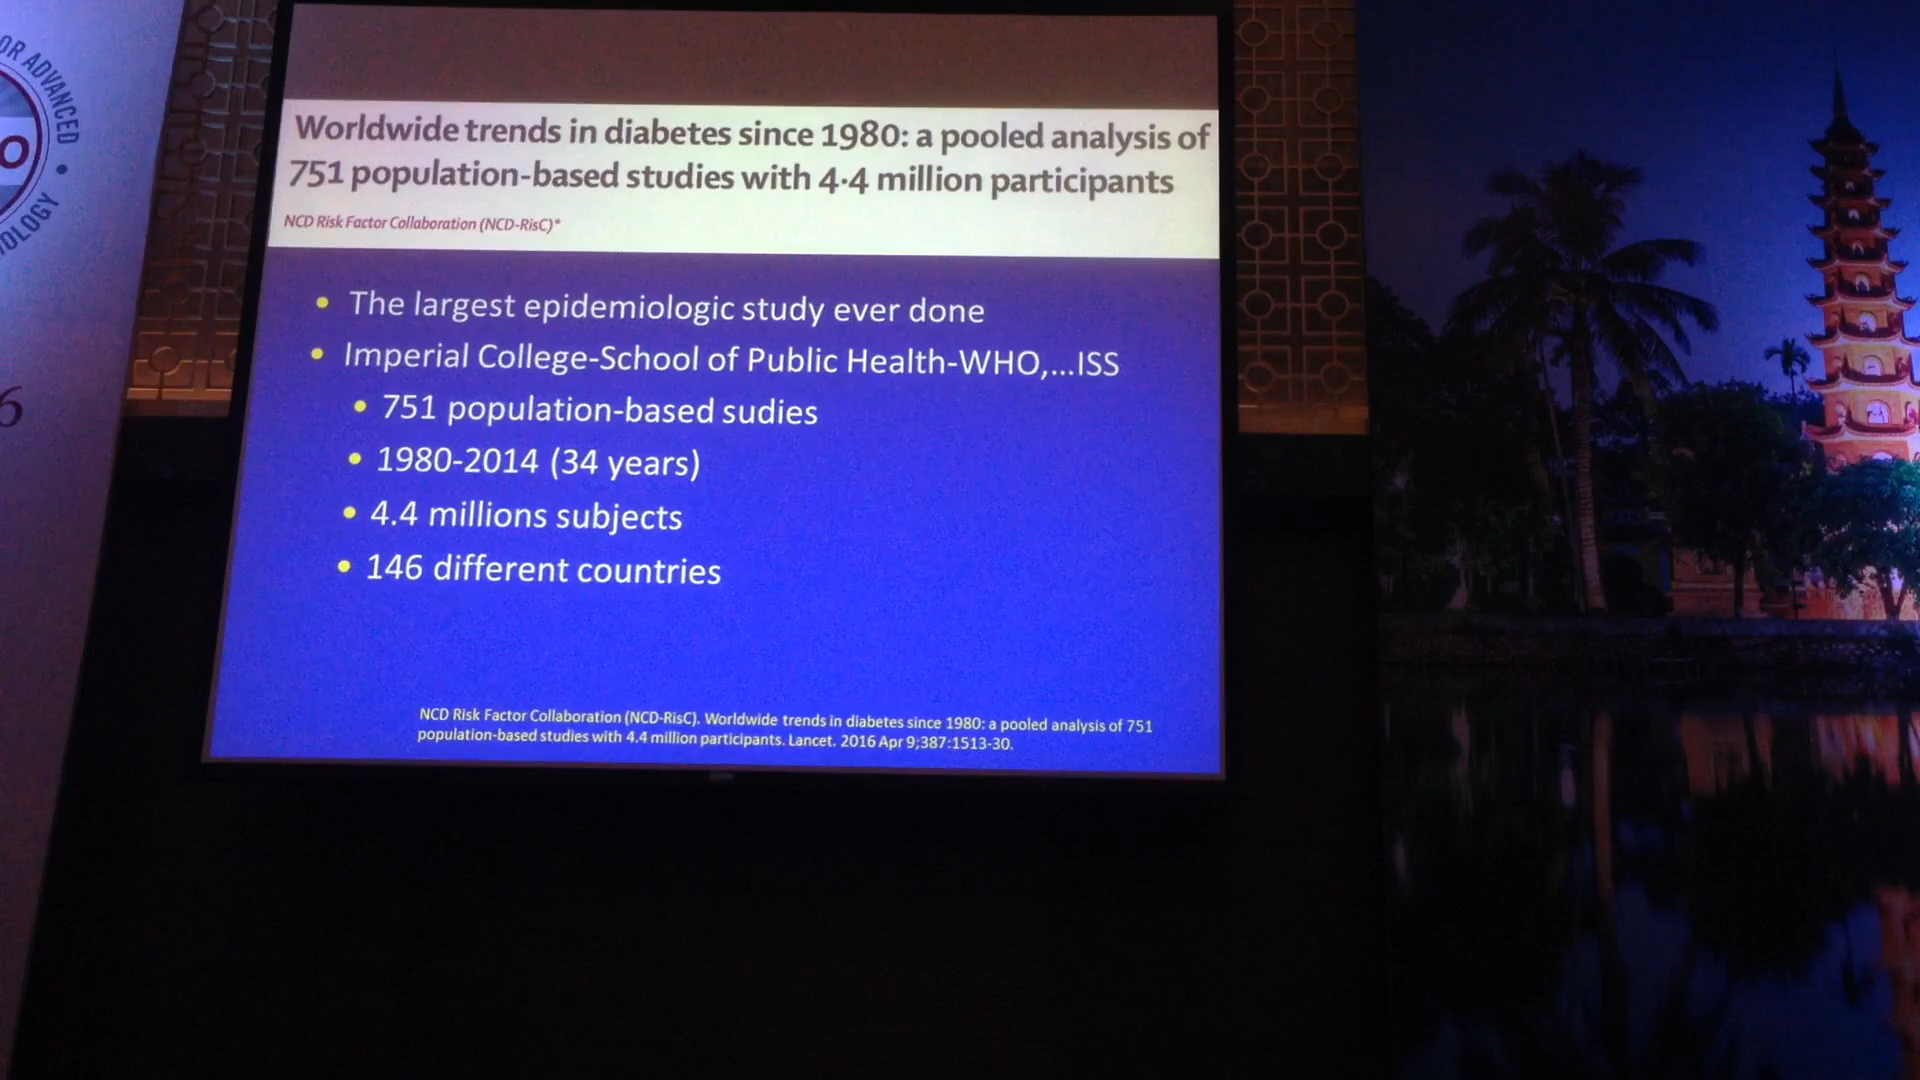 OR ADVANCED
O
OLOGY
6
Worldwide trends in diabetes since 1980: a pooled analysis of
751 population-based studies with 4·4 million participants
NCD Risk Factor Collaboration (NCD-RisC)*
• The largest epidemiologic study ever done
• Imperial College-School of Public Health-WHO,...ISS
• 751 population-based sudies
• 1980-2014 (34 years)
• 4.4 millions subjects
• 146 different countries
NCD Risk Factor Collaboration (NCD-RisC). Worldwide trends in diabetes since 1980: a pooled analysis of 751
population-based studies with 4.4 million participants. Lancet. 2016 Apr 9;387:1513-30.